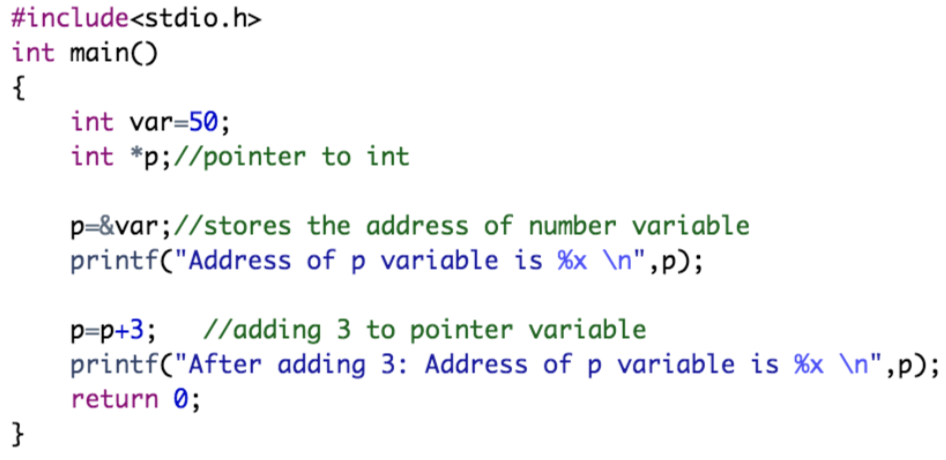 #include<stdio.h>
int main()
{
    int var=50;
    int *p;//pointer to int

    p=&var;//stores the address of number variable
    printf("Address of p variable is %x \n",p);

    p=p+3;   //adding 3 to pointer variable
    printf("After adding 3: Address of p variable is %x \n",p);
    return 0;
}